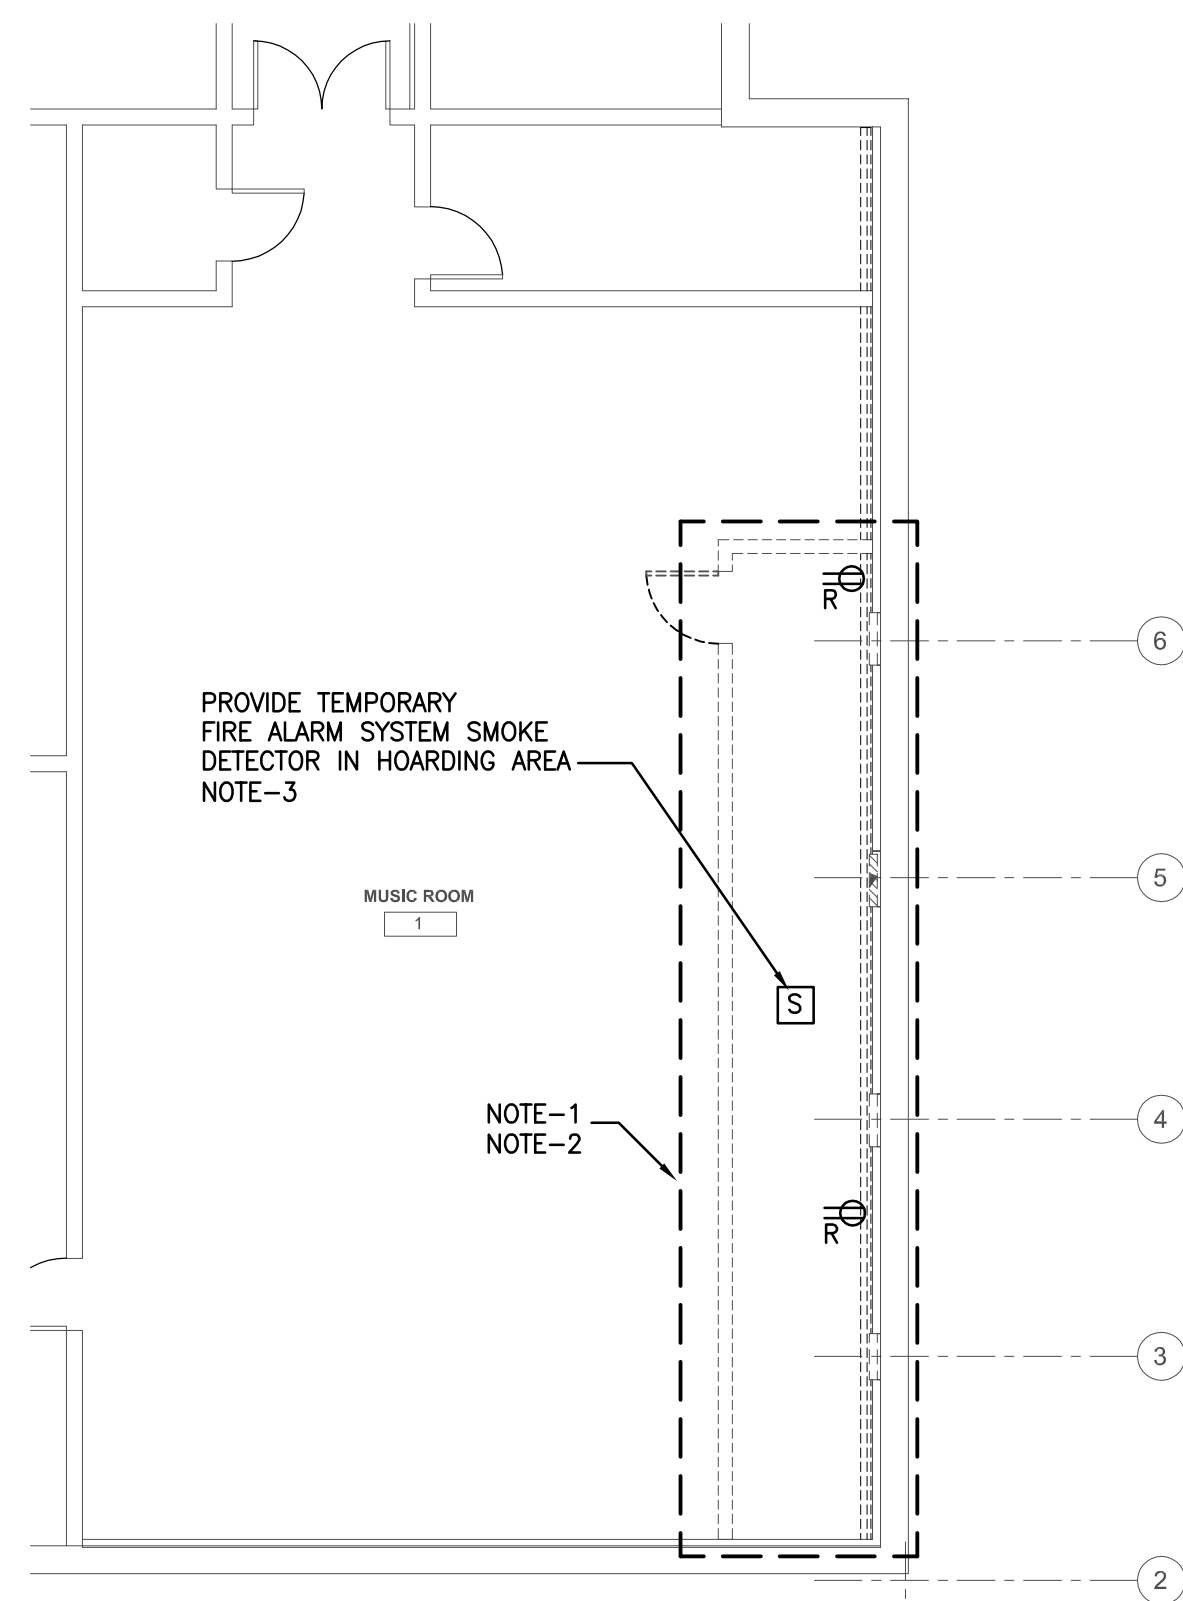 R
6
PROVIDE TEMPORARY
FIRE ALARM SYSTEM SMOKE
DETECTOR IN HOARDING AREA
NOTE-3
5
MUSIC ROOM
1
S
NOTE-1
NOTE-2
4
R
3
2